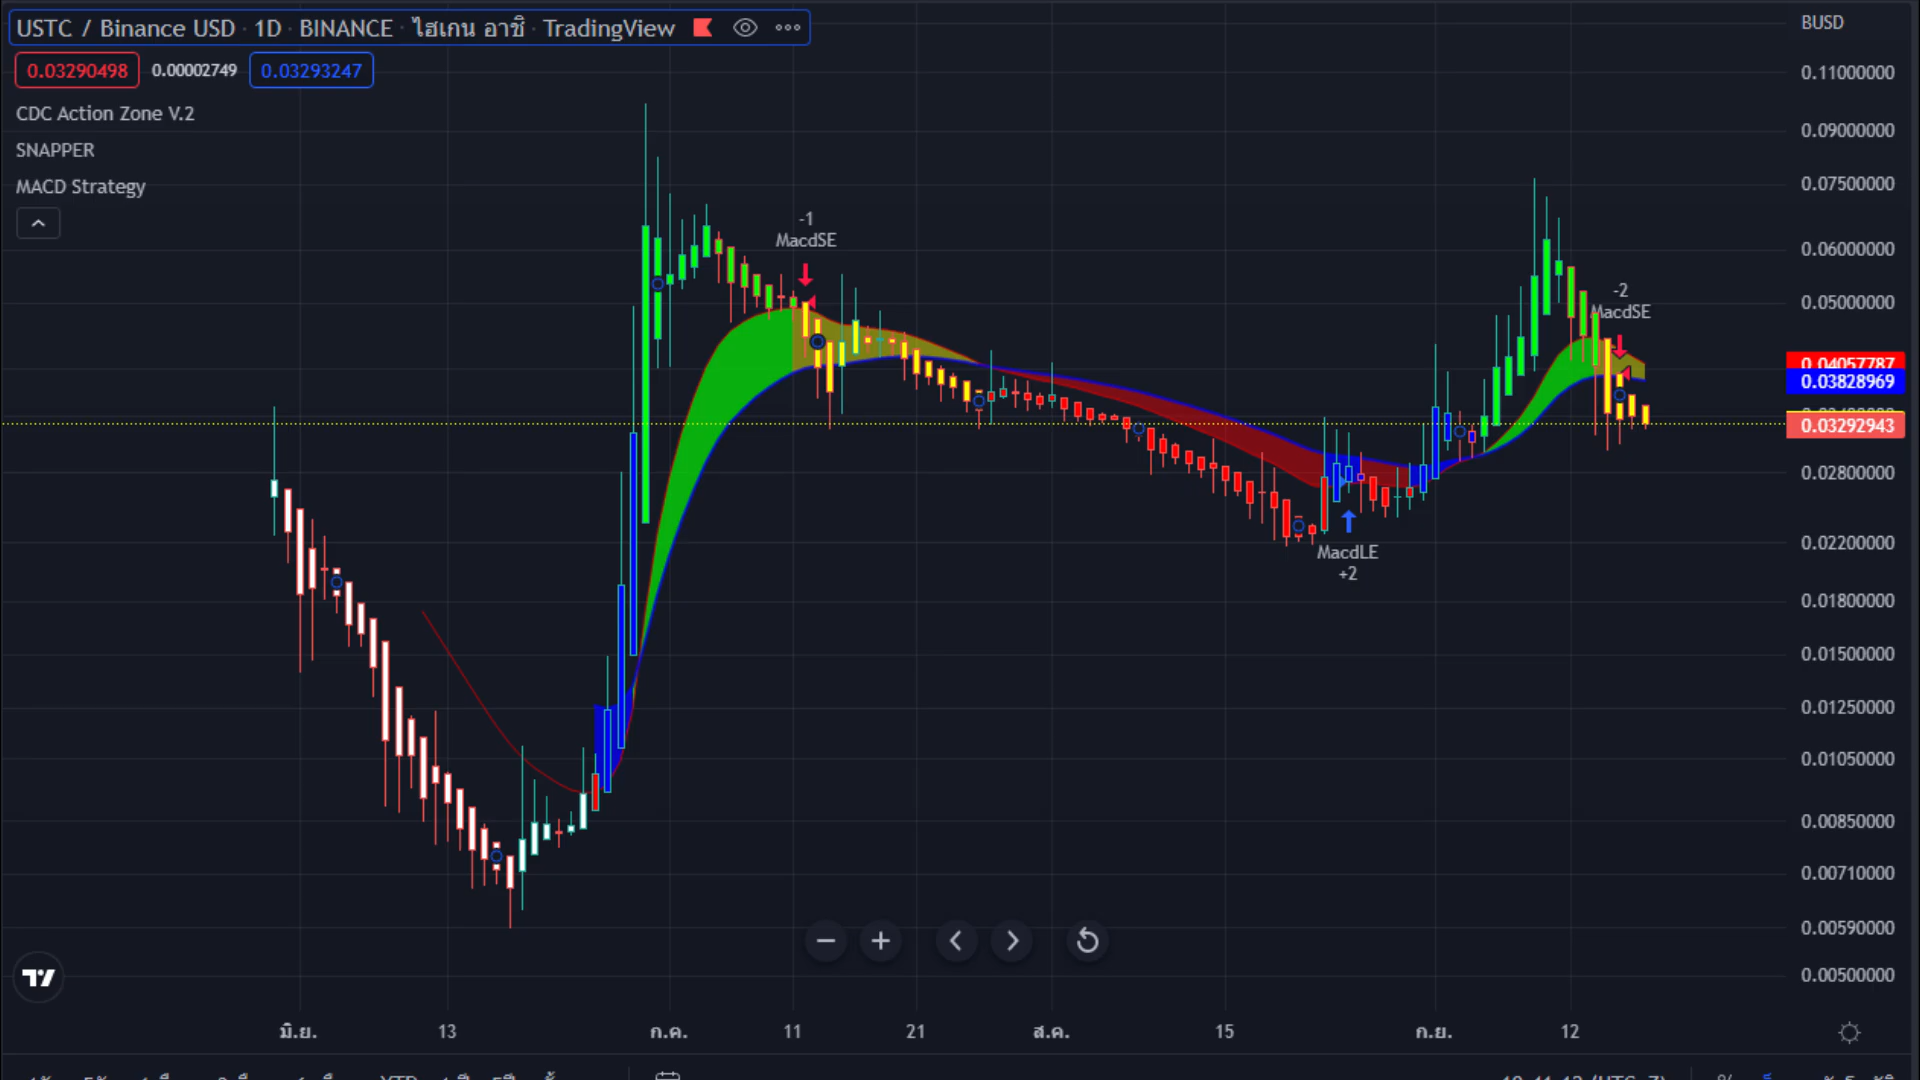 USTC / Binance USD · 1D · BINANCE · ไฮเกน อาชิ · TradingView
BUSD
0.03290498 0.00002749 0.03293247
CDC Action Zone V.2
SNAPPER
MACD Strategy
-1
MacdSE
-2
MacdSE
MacdLE
+2
0.11000000
0.09000000
0.07500000
0.06000000
0.05000000
0.04057787
0.03828969
0.03292943
0.02800000
0.02200000
0.01800000
0.01500000
0.01250000
0.01050000
0.00850000
0.00710000
0.00590000
0.00500000
มิ.ย. 13 ก.ค. 11 21 ส.ค. 15 ก.ย. 12